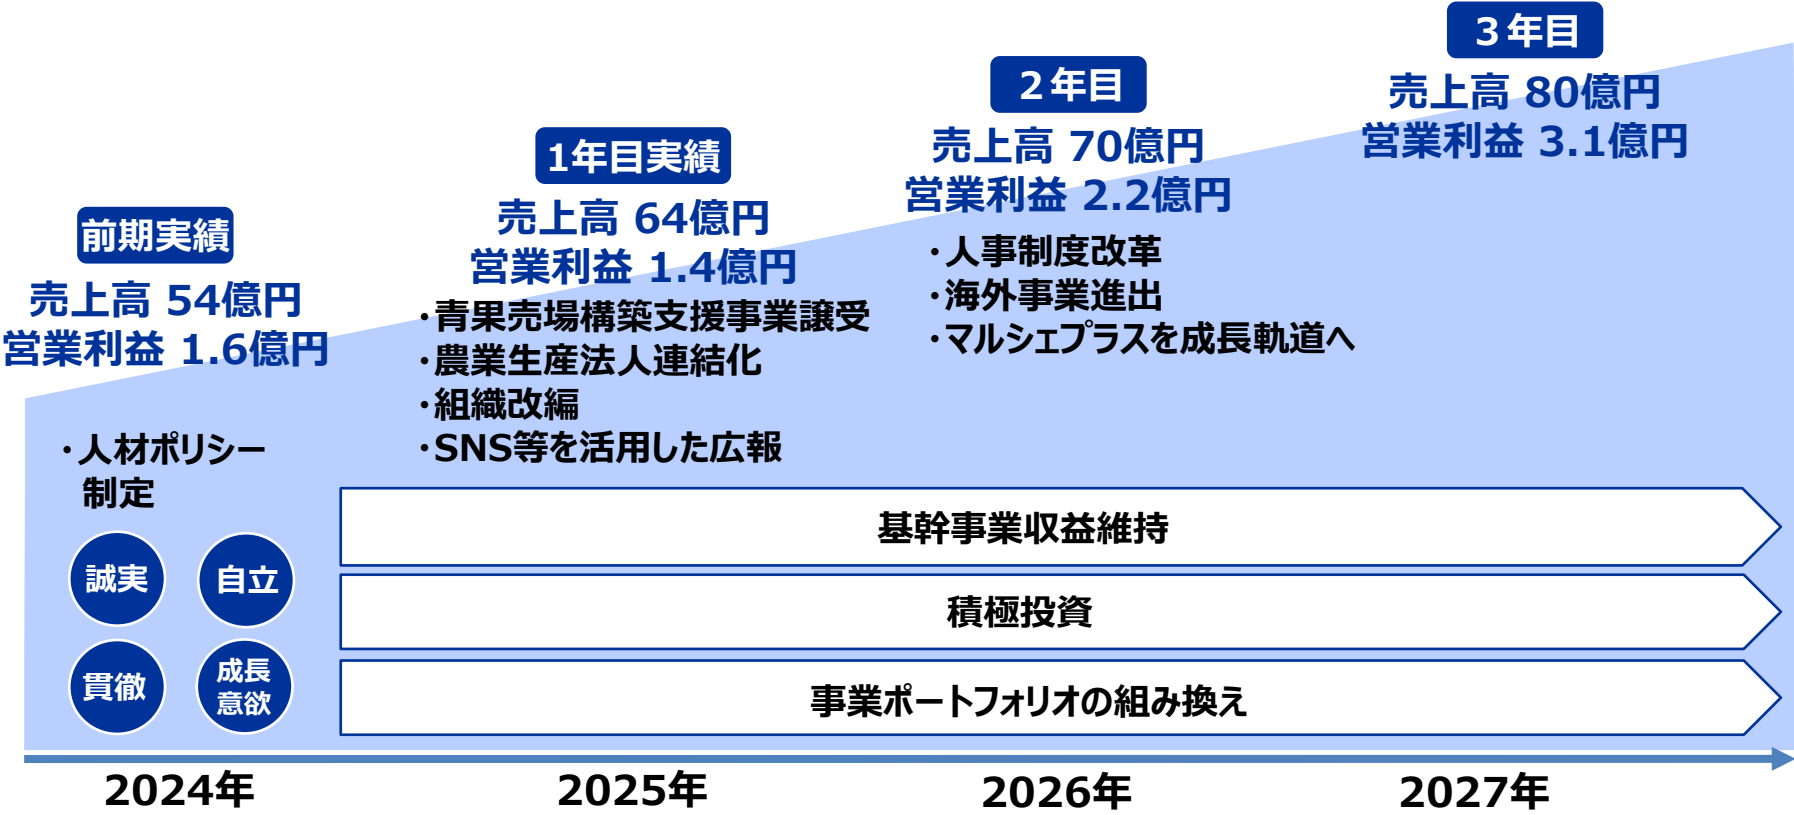 前期実績
売上高 54億円
営業利益 1.6億円
・人材ポリシー
制定
誠実
自立
貫徹
成長
意欲
1年目実績
売上高 64億円
営業利益 1.4億円
・青果売場構築支援事業譲受
・農業生産法人連結化
・組織改編
・SNS等を活用した広報
２年目
売上高 70億円
営業利益 2.2億円
・人事制度改革
・海外事業進出
・マルシェプラスを成長軌道へ
３年目
売上高 80億円
営業利益 3.1億円
基幹事業収益維持
積極投資
事業ポートフォリオの組み換え
2024年
2025年
2026年
2027年